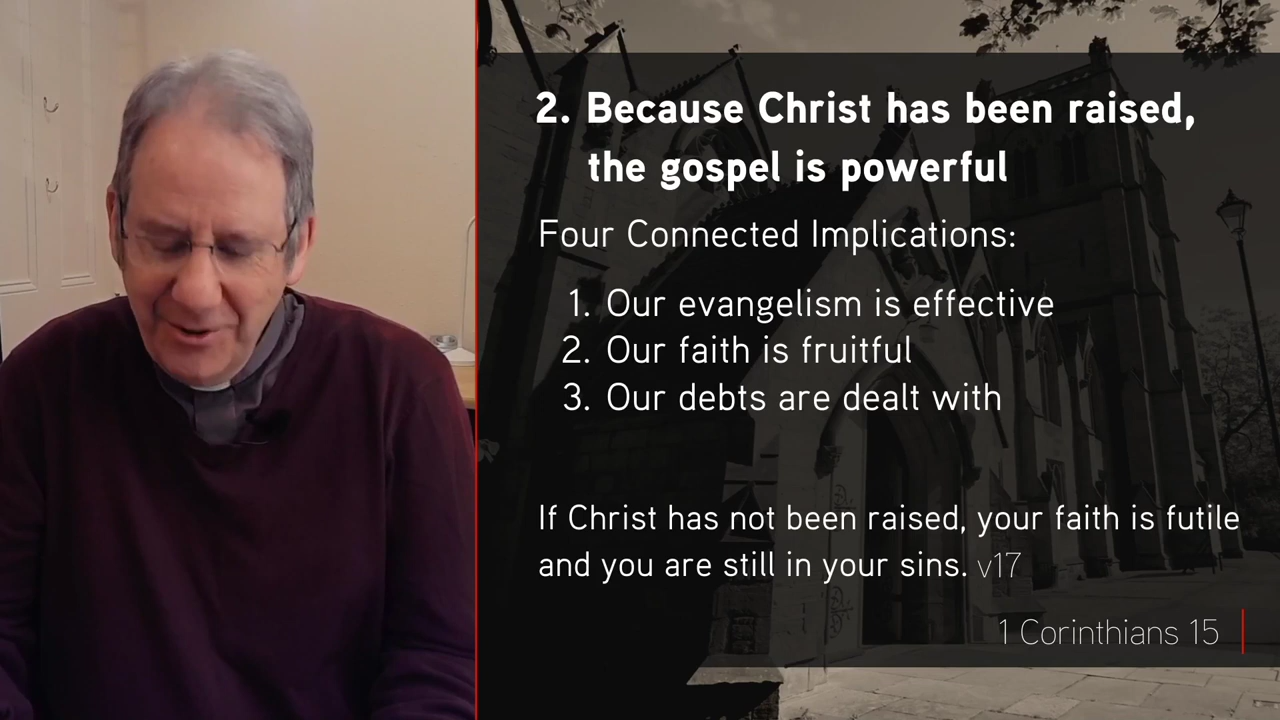 2. Because Christ has been raised,
the gospel is powerful
Four Connected Implications:
1. Our evangelism is effective
2. Our faith is fruitful
3. Our debts are dealt with
If Christ has not been raised, your faith is futile
and you are still in your sins. v17
1 Corinthians 15